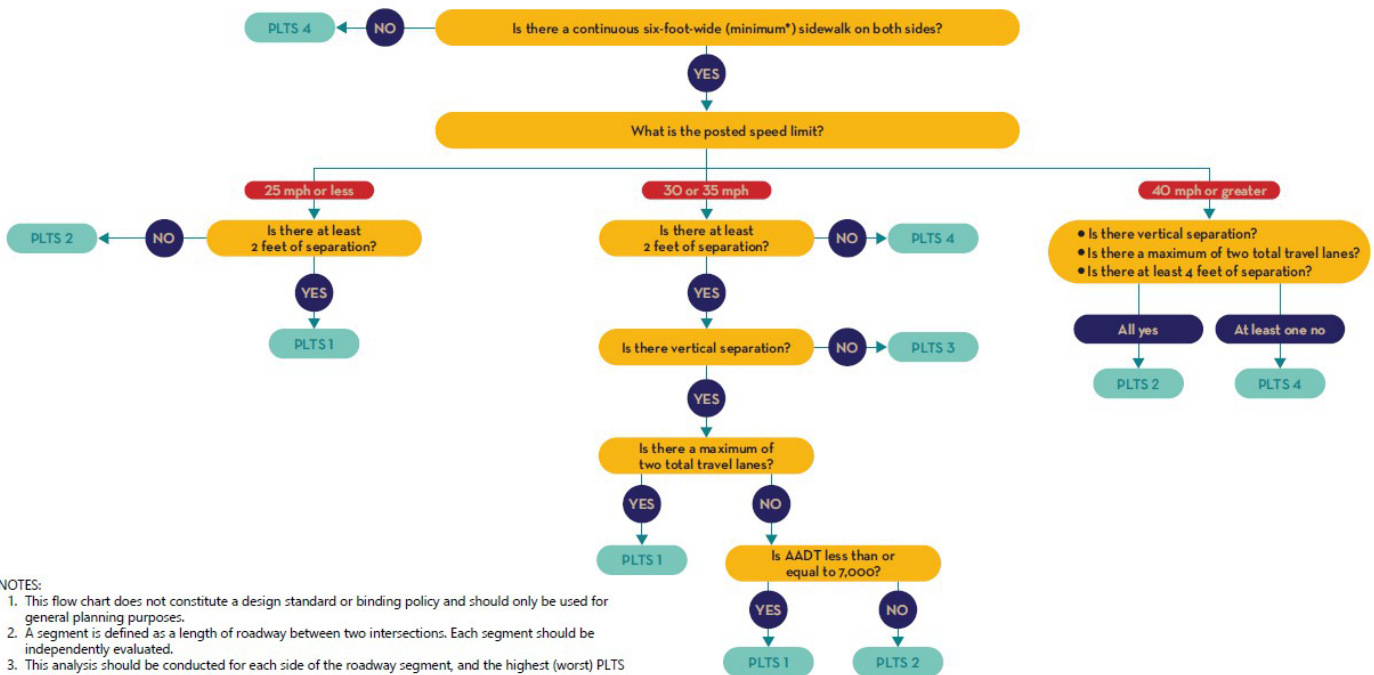 PLTS 4
NO
Is there a continuous six-foot-wide (minimum*) sidewalk on both sides?
YES
What is the posted speed limit?
25 mph or less
30 or 35 mph
40 mph or greater
PLTS 2
NO
Is there at least
2 feet of separation?
Is there at least
2 feet of separation?
NO
PLTS 4
• Is there vertical separation?
• Is there a maximum of two total travel lanes?
• Is there at least 4 feet of separation?
YES
YES
All yes
At least one no
PLTS 1
Is there vertical separation?
NO
PLTS 3
PLTS 2
PLTS 4
YES
Is there a maximum of
two total travel lanes?
YES
NO
PLTS 1
Is AADT less than or
equal to 7,000?
YES
NO
PLTS 1
PLTS 2
NOTES:
1. This flow chart does not constitute a design standard or binding policy and should only be used for
general planning purposes.
2. A segment is defined as a length of roadway between two intersections. Each segment should be
independently evaluated.
3. This analysis should be conducted for each side of the roadway segment, and the highest (worst) PLTS